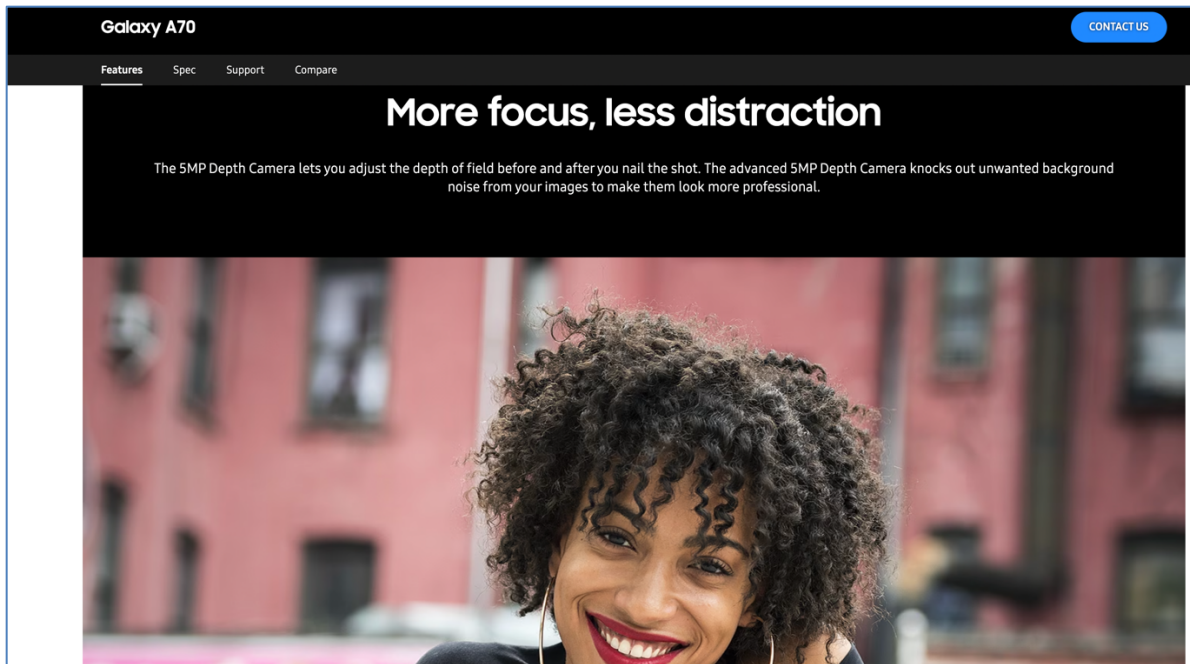 Galaxy A70
CONTACT US
Features Spec Support Compare
More focus, less distraction
The 5MP Depth Camera lets you adjust the depth of field before and after you nail the shot. The advanced 5MP Depth Camera knocks out unwanted background
noise from your images to make them look more professional.